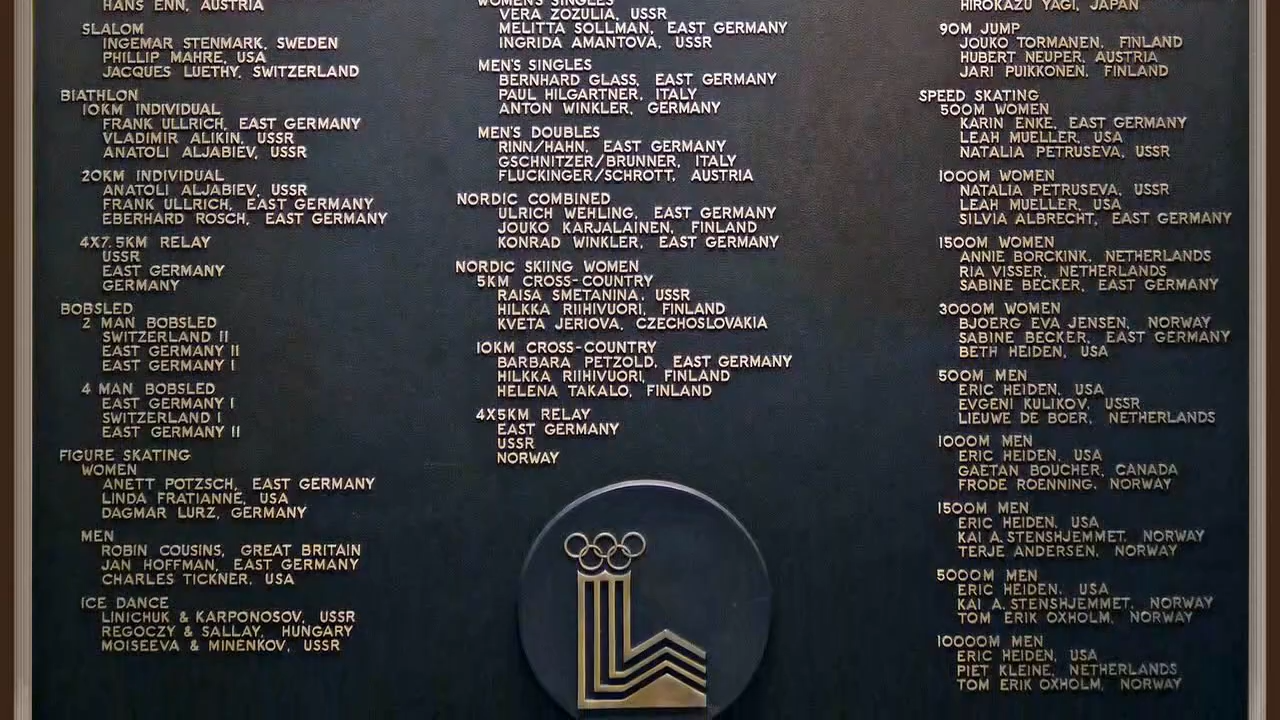 HANS ENN, AUSTRIA
SLALOM
INGEMAR STENMARK, SWEDEN
PHILLIP MAHRE, USA
JACQUES LUETHY, SWITZERLAND
BIATHLON
10KM INDIVIDUAL
FRANK ULLRICH, EAST GERMANY
VLADIMIR ALIKIN, USSR
ANATOLI ALJABIEV, USSR
20KM INDIVIDUAL
ANATOLI ALJABIEV, USSR
FRANK ULLRICH, EAST GERMANY
EBERHARD ROSCH, EAST GERMANY
4X7.5KM RELAY
USSR
EAST GERMANY
GERMANY
BOBSLED
2 MAN BOBSLED
SWITZERLAND II
EAST GERMANY II
EAST GERMANY I
4 MAN BOBSLED
EAST GERMANY I
SWITZERLAND I
EAST GERMANY II
FIGURE SKATING
WOMEN
ANETT POTZSCH, EAST GERMANY
LINDA FRATIANNE, USA
DAGMAR LURZ, GERMANY
MEN
ROBIN COUSINS, GREAT BRITAIN
JAN HOFFMAN, EAST GERMANY
CHARLES TICKNER, USA
ICE DANCE
LINICHUK & KARPONOSOV, USSR
REGOCZY & SALLAY, HUNGARY
MOISEEVA & MINENKOV, USSR
WOMEN'S SINGLES
VERA ZOZULIA, USSR
MELITTA SOLLMAN, EAST GERMANY
INGRIDA AMANTOVA, USSR
MEN'S SINGLES
BERNHARD GLASS, EAST GERMANY
PAUL HILGARTNER, ITALY
ANTON WINKLER, GERMANY
MEN'S DOUBLES
RINN/HAHN, EAST GERMANY
GSCHNITZER/BRUNNER, ITALY
FLUCKINGER/SCHROTT, AUSTRIA
NORDIC COMBINED
ULRICH WEHLING, EAST GERMANY
JOUKO KARJALAINEN, FINLAND
KONRAD WINKLER, EAST GERMANY
NORDIC SKIING WOMEN
5KM CROSS-COUNTRY
RAISA SMETANINA, USSR
HILKKA RIIHIVUORI, FINLAND
KVETA JERIOVA, CZECHOSLOVAKIA
10KM CROSS-COUNTRY
BARBARA PETZOLD, EAST GERMANY
HILKKA RIIHIVUORI, FINLAND
HELENA TAKALO, FINLAND
4X5KM RELAY
EAST GERMANY
USSR
NORWAY
HIROKAZU YAGI, JAPAN
90M JUMP
JOUKO TORMANEN, FINLAND
HUBERT NEUPER, AUSTRIA
JARI PUIKKONEN, FINLAND
SPEED SKATING
500M WOMEN
KARIN ENKE, EAST GERMANY
LEAH MUELLER, USA
NATALIA PETRUSEVA, USSR
1000M WOMEN
NATALIA PETRUSEVA, USSR
LEAH MUELLER, USA
SILVIA ALBRECHT, EAST GERMANY
1500M WOMEN
ANNIE BORCKINK, NETHERLANDS
RIA VISSER, NETHERLANDS
SABINE BECKER, EAST GERMANY
3000M WOMEN
BJOERG EVA JENSEN, NORWAY
SABINE BECKER, EAST GERMANY
BETH HEIDEN, USA
500M MEN
ERIC HEIDEN, USA
EVGENI KULIKOV, USSR
LIEUWE DE BOER, NETHERLANDS
1000M MEN
ERIC HEIDEN, USA
GAETAN BOUCHER, CANADA
FRODE ROENNING, NORWAY
1500M MEN
ERIC HEIDEN, USA
KAI A. STENSHJEMMET, NORWAY
TERJE ANDERSEN, NORWAY
5000M MEN
ERIC HEIDEN, USA
KAI A. STENSHJEMMET, NORWAY
TOM ERIK OXHOLM, NORWAY
10000M MEN
ERIC HEIDEN, USA
PIET KLEINE, NETHERLANDS
TOM ERIK OXHOLM, NORWAY